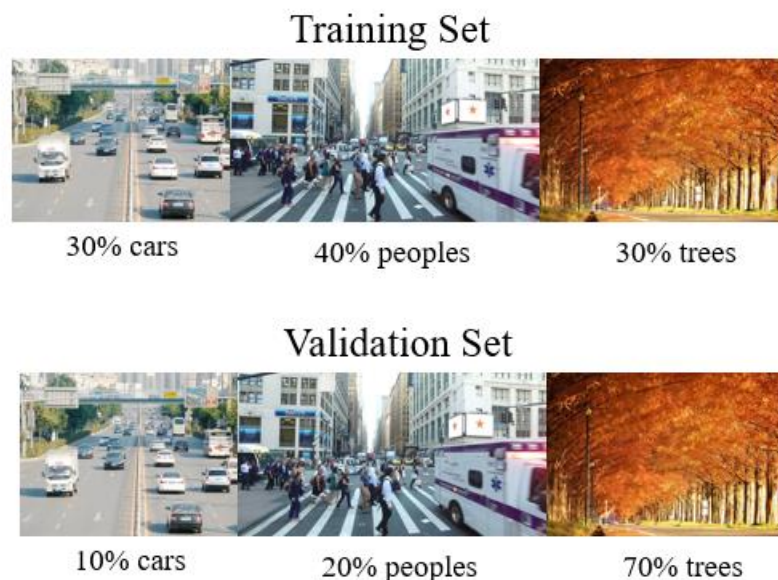 Training Set
30% cars
40% peoples
30% trees
Validation Set
10% cars
20% peoples
70% trees